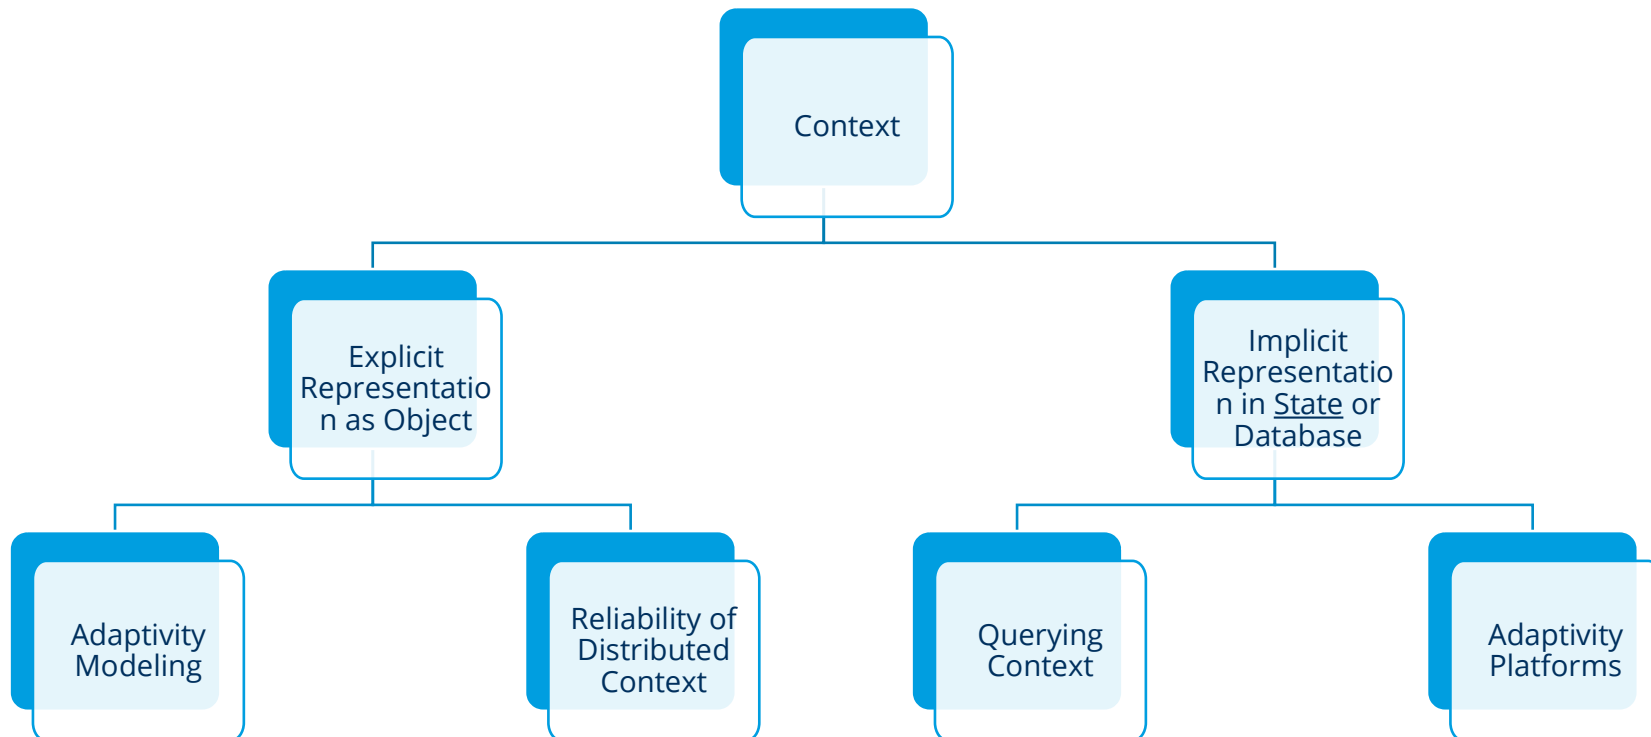 Context
Explicit
Representatio
n as Object
Implicit
Representatio
n in State or
Database
Adaptivity
Modeling
Reliability of
Distributed
Context
Querying
Context
Adaptivity
Platforms